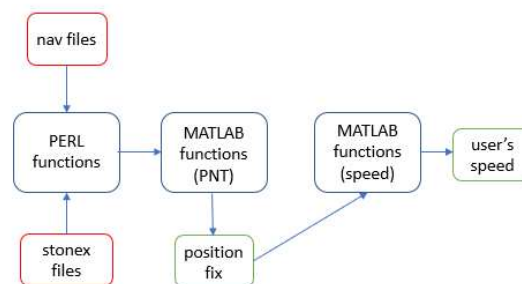 nav files
PERL
functions
MATLAB
functions
(PNT)
MATLAB
functions
(speed)
user's
speed
stonex
files
position
fix